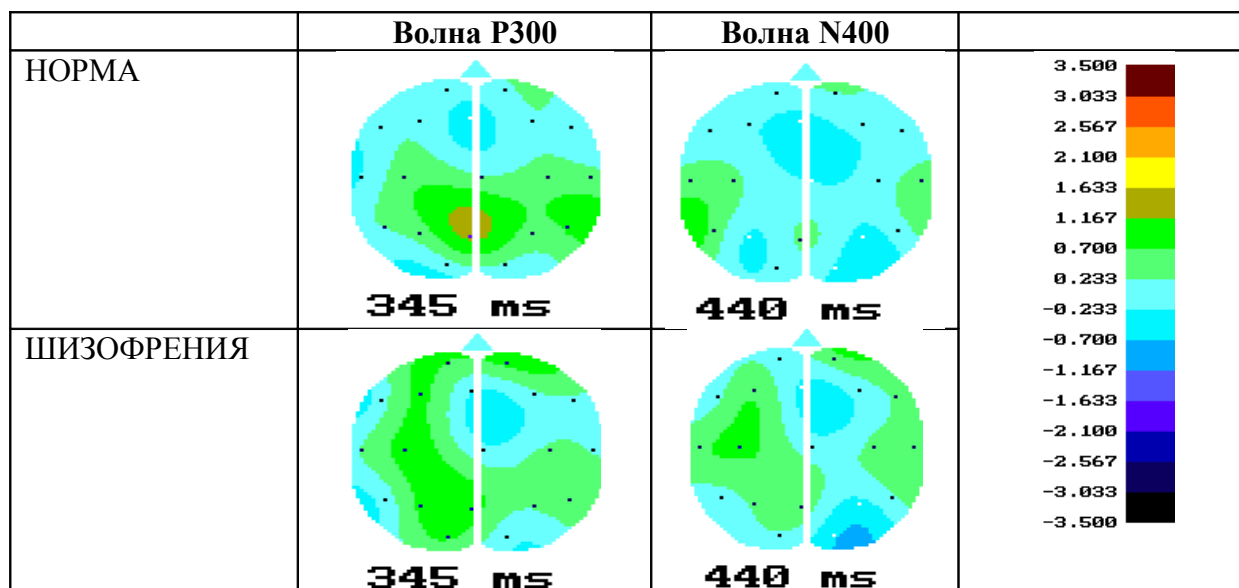 Волна P300
Волна N400
НОРМА
345 ms
440 ms
ШИЗОФРЕНИЯ
345 ms
440 ms
3.500
3.033
2.567
2.100
1.633
1.167
0.700
0.233
-0.233
-0.700
-1.167
-1.633
-2.100
-2.567
-3.033
-3.500